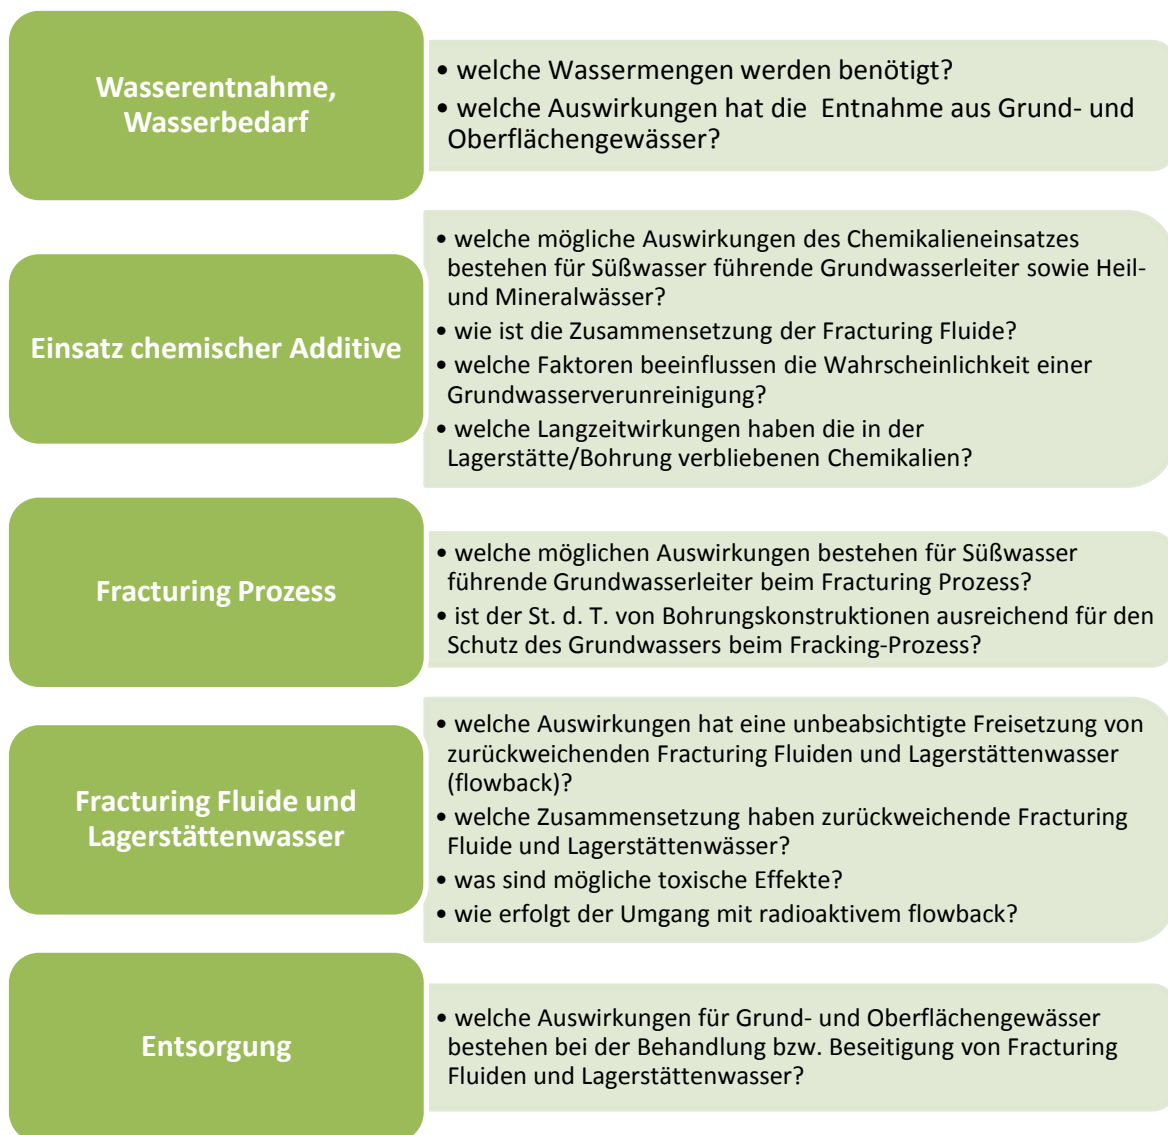 Wasserentnahme,
Wasserbedarf
• welche Wassermengen werden benötigt?
• welche Auswirkungen hat die Entnahme aus Grund- und
Oberflächengewässer?
Einsatz chemischer Additive
• welche mögliche Auswirkungen des Chemikalieneinsatzes
bestehen für Süßwasser führende Grundwasserleiter sowie Heil-
und Mineralwässer?
• wie ist die Zusammensetzung der Fracturing Fluide?
• welche Faktoren beeinflussen die Wahrscheinlichkeit einer
Grundwasserverunreinigung?
• welche Langzeitwirkungen haben die in der
Lagerstätte/Bohrung verbliebenen Chemikalien?
Fracturing Prozess
• welche möglichen Auswirkungen bestehen für Süßwasser
führende Grundwasserleiter beim Fracturing Prozess?
• ist der St. d. T. von Bohrungskonstruktionen ausreichend für den
Schutz des Grundwassers beim Fracking-Prozess?
Fracturing Fluide und
Lagerstättenwasser
• welche Auswirkungen hat eine unbeabsichtigte Freisetzung von
zurückweichenden Fracturing Fluiden und Lagerstättenwasser
(flowback)?
• welche Zusammensetzung haben zurückweichende Fracturing
Fluide und Lagerstättenwässer?
• was sind mögliche toxische Effekte?
• wie erfolgt der Umgang mit radioaktivem flowback?
Entsorgung
• welche Auswirkungen für Grund- und Oberflächengewässer
bestehen bei der Behandlung bzw. Beseitigung von Fracturing
Fluiden und Lagerstättenwasser?